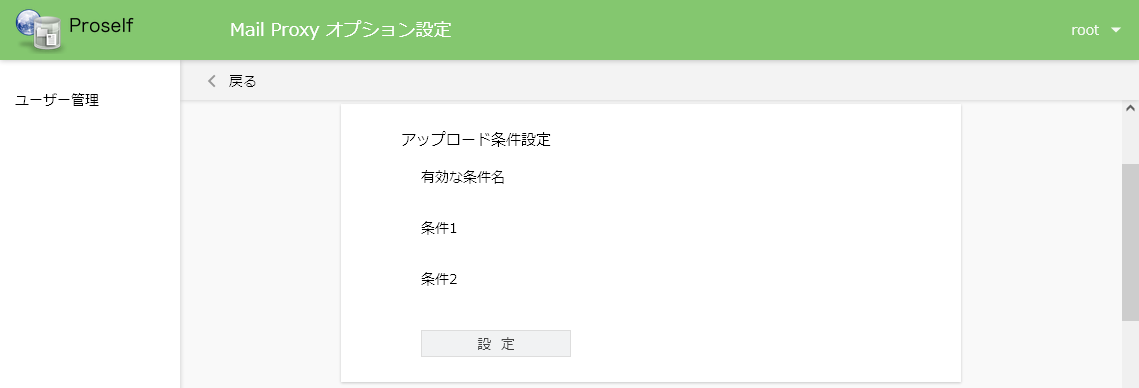 Proself
Mail Proxy オプション設定
root
ユーザー管理
戻る
アップロード条件設定
有効な条件名
条件1
条件2
設 定